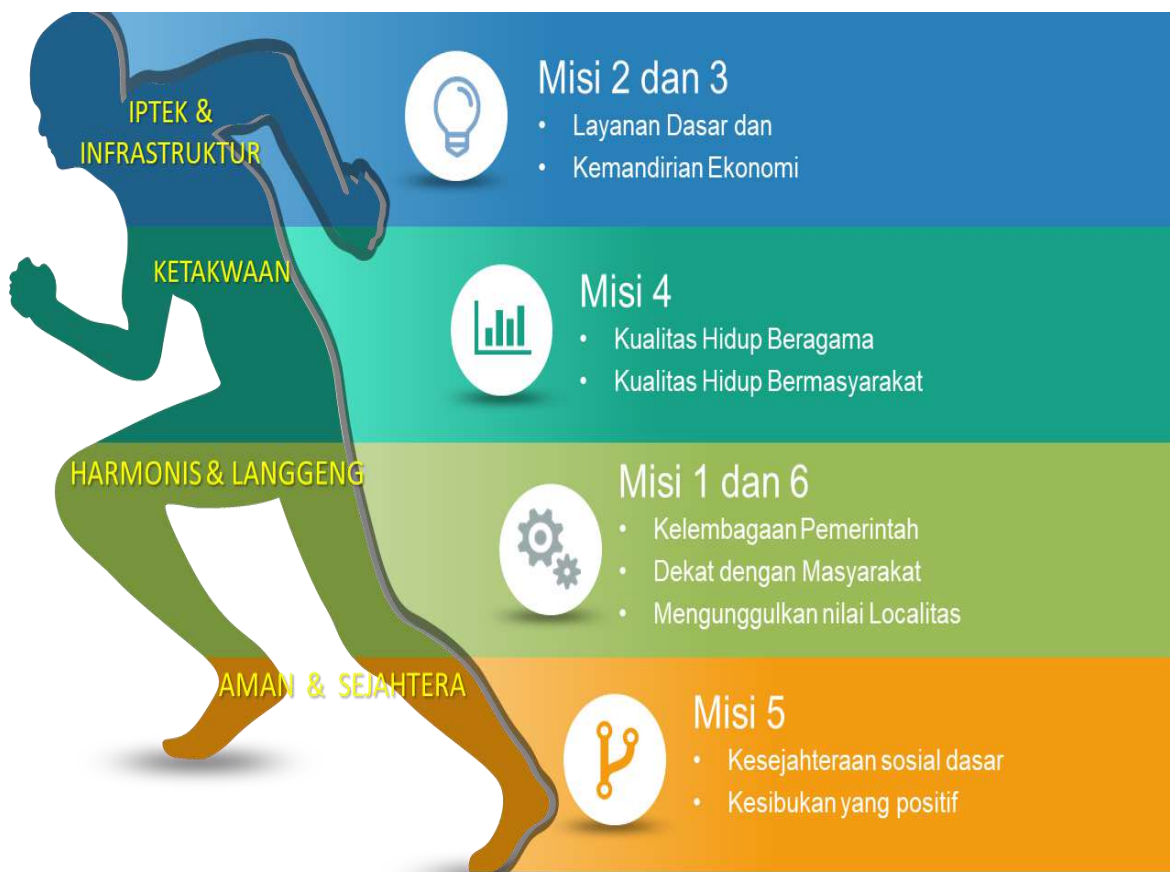 IPTEK &
INFRASTRUKTUR
Misi 2 dan 3
• Layanan Dasar dan
• Kemandirian Ekonomi
KETAKWAAN
Misi 4
• Kualitas Hidup Beragama
• Kualitas Hidup Bermasyarakat
HARMONIS & LANGGENG
Misi 1 dan 6
• Kelembagaan Pemerintah
• Dekat dengan Masyarakat
• Mengunggulkan nilai Localitas
AMAN & SEJAHTERA
Misi 5
• Kesejahteraan sosial dasar
• Kesibukan yang positif